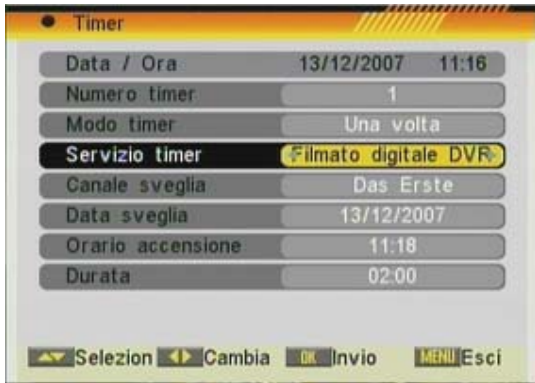 Timer
Data / Ora 13/12/2007 11:16
Numero timer 1
Modo timer Una volta
Servizio timer Filmato digitale DVR
Canale sveglia Das Erste
Data sveglia 13/12/2007
Orario accensione 11:18
Durata 02:00
Selezion Cambia OK Invio MENU Esci